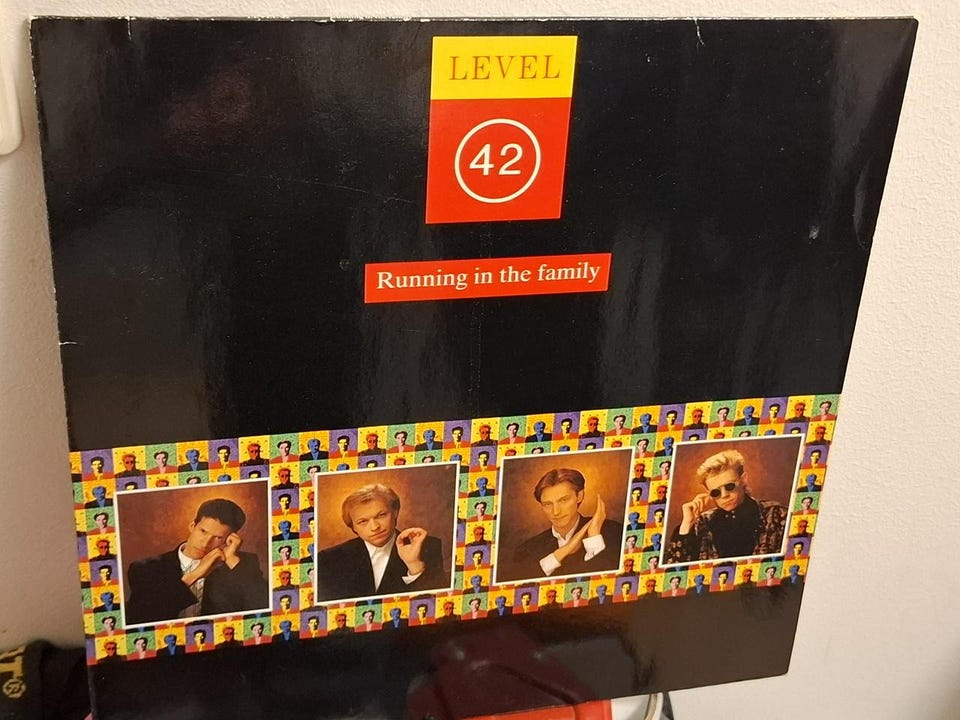 LEVEL
42
Running in the family
T®